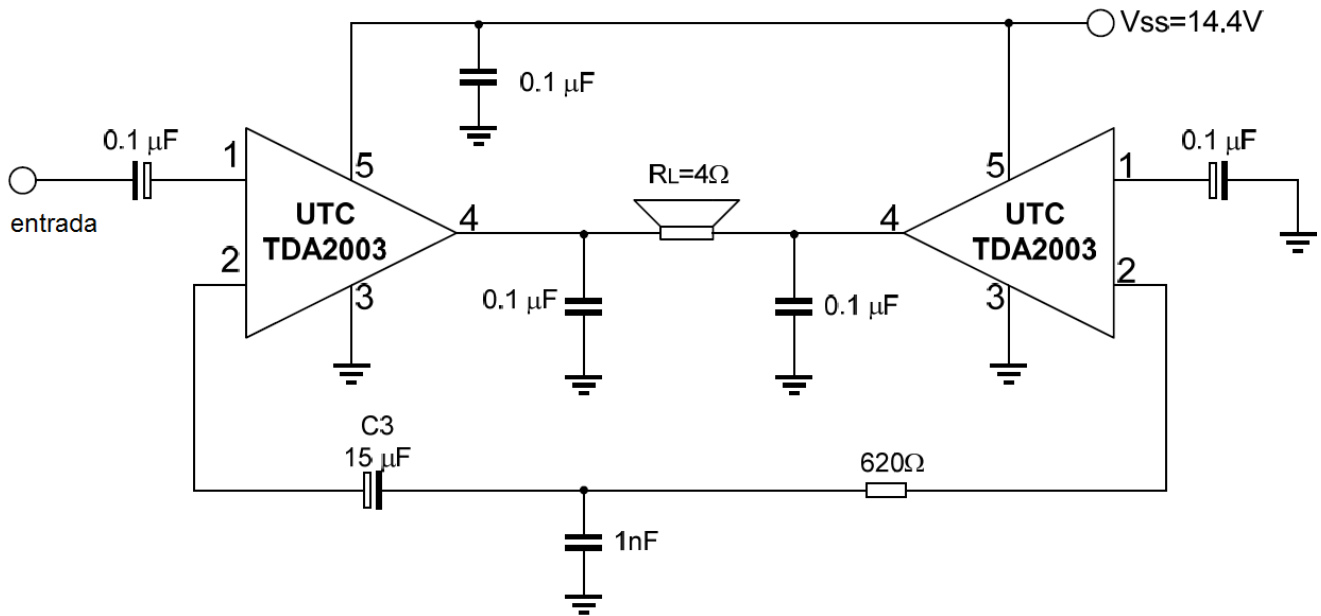 Vss=14.4V
0.1 μF
0.1 μF
0.1 μF
1
5
RL=4Ω
5
1
entrada
UTC
TDA2003
4
4
UTC
TDA2003
2
2
3
0.1 μF
0.1 μF
3
C3
15 μF
620Ω
1nF